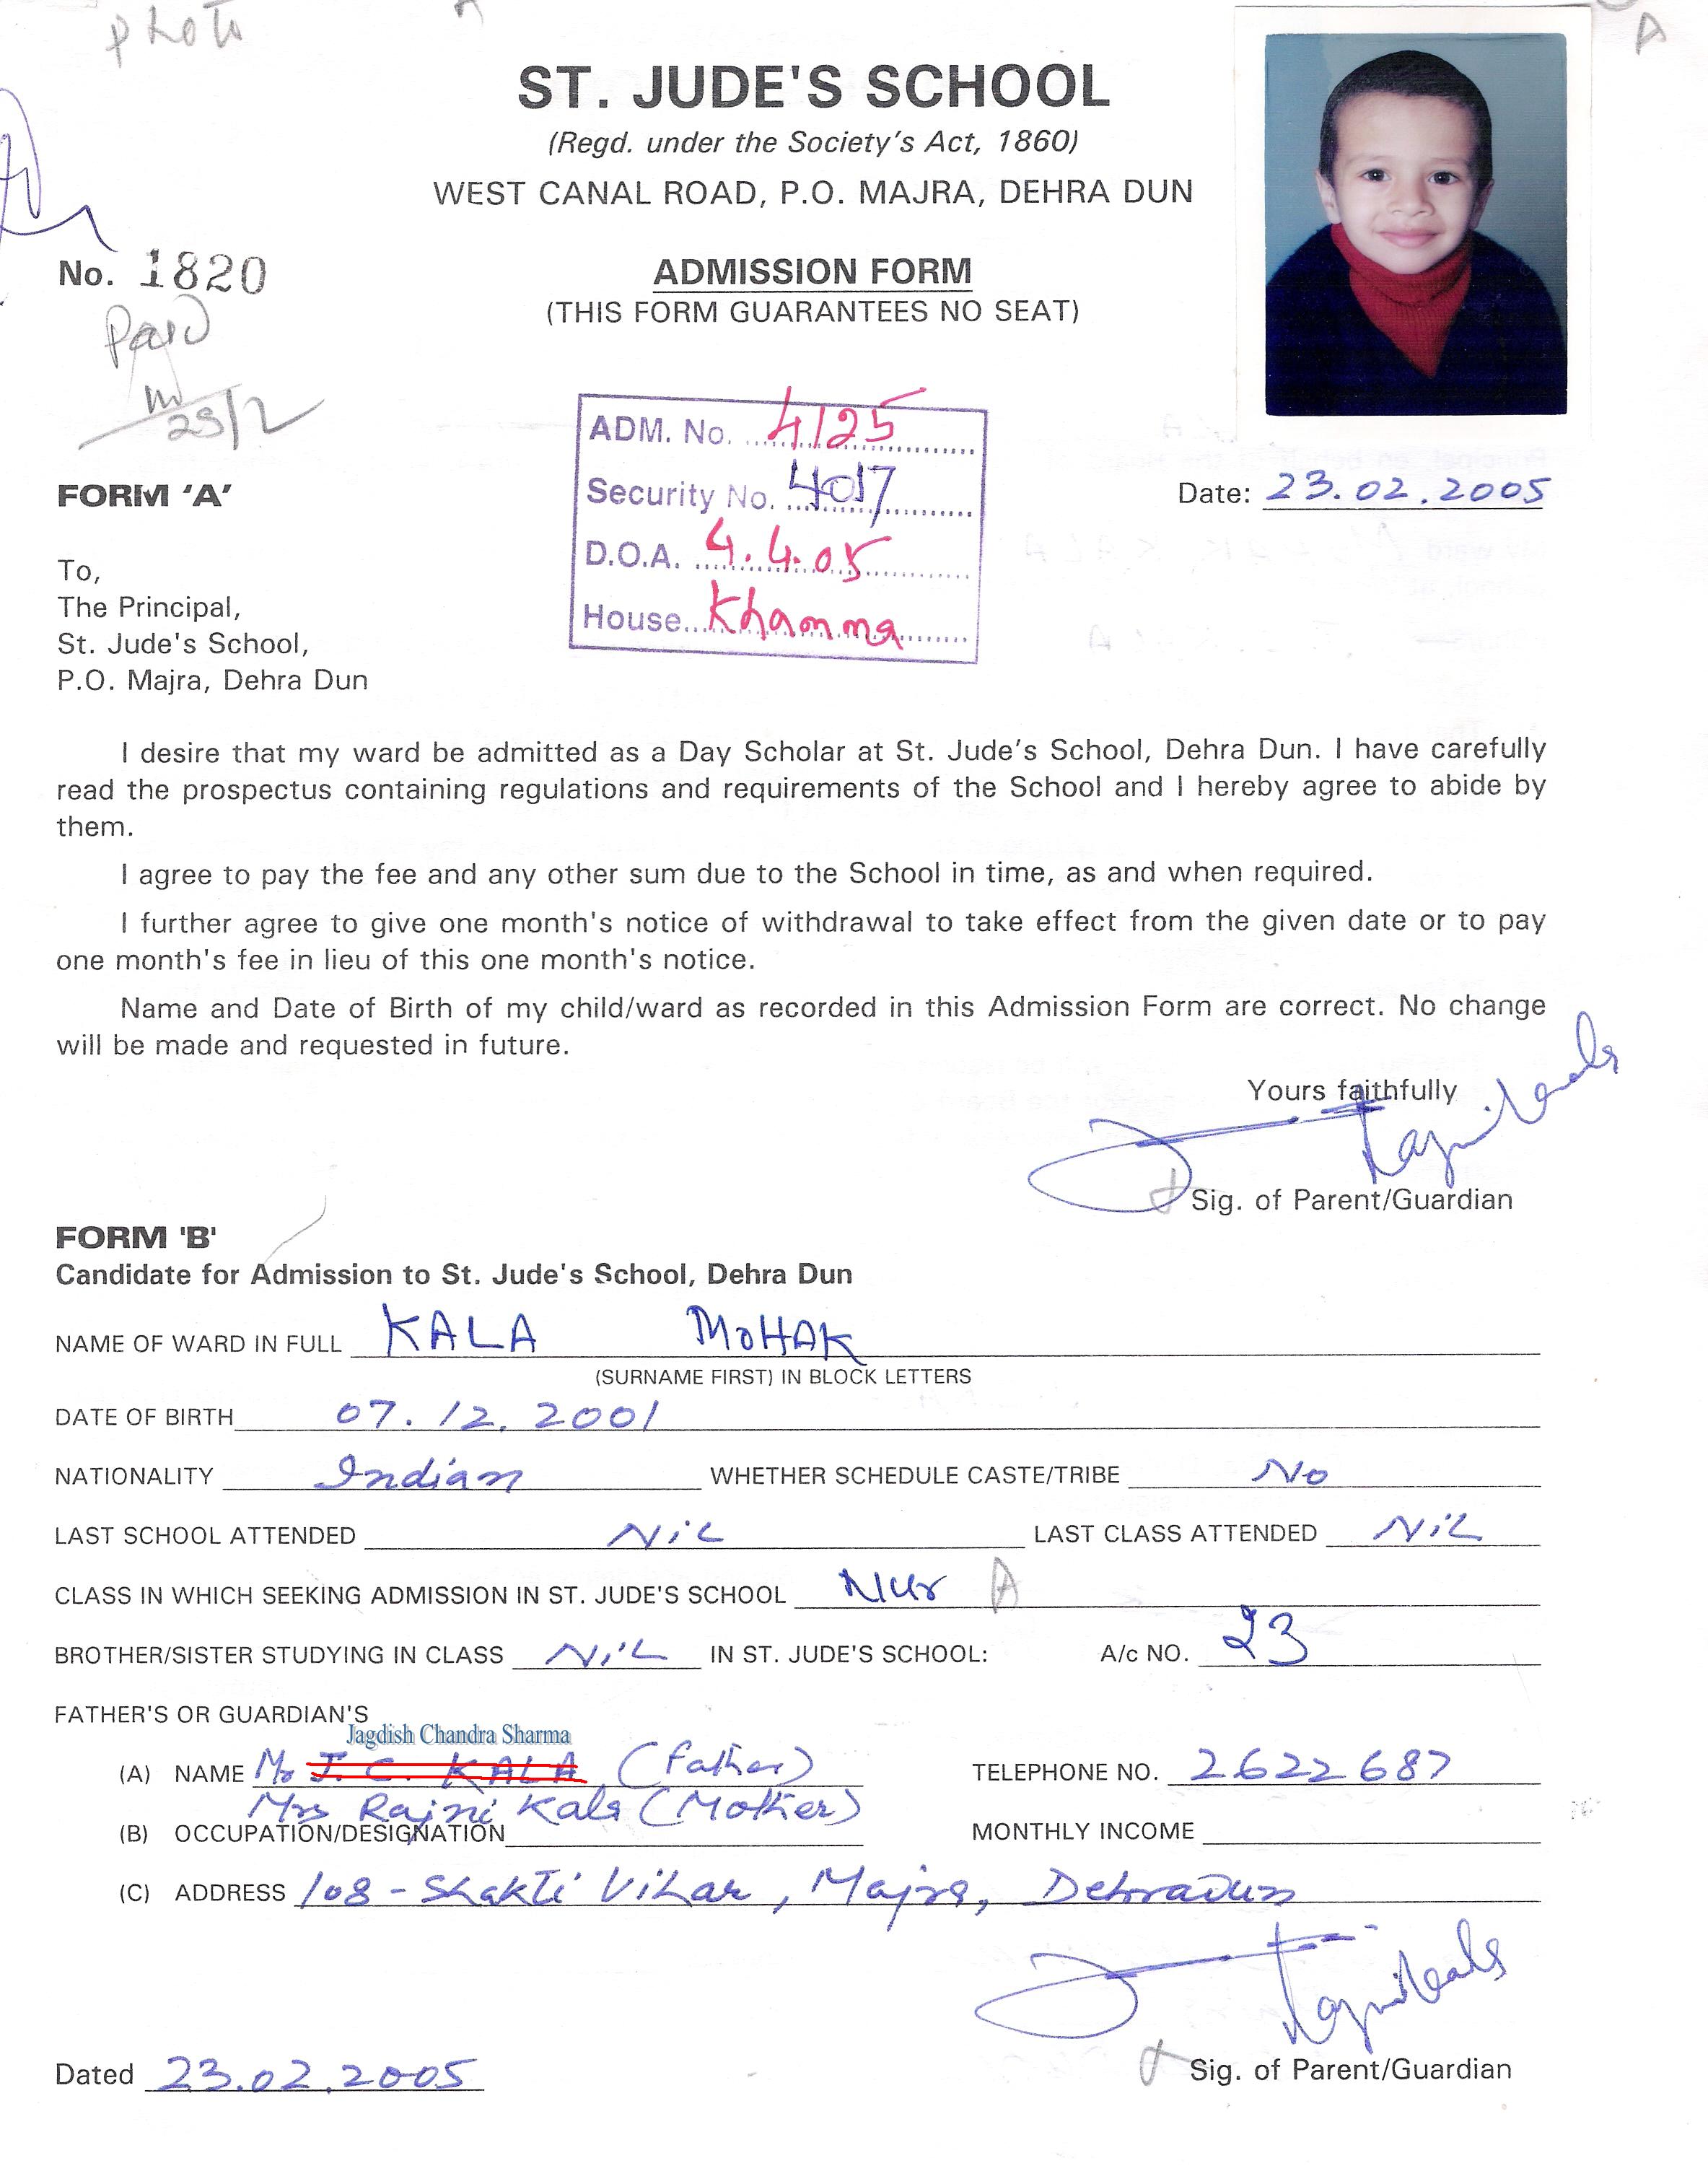 Photo
A
A
ST. JUDE'S SCHOOL
(Regd. under the Society's Act, 1860)
WEST CANAL ROAD, P.O. MAJRA, DEHRA DUN
No. 1820
ADMISSION FORM
(THIS FORM GUARANTEES NO SEAT)
Paid
23/2
ADM. No. 4125
Security No. 4017
D.O.A. 4.4.05
House Khamma
FORM 'A'
Date: 23.02.2005
To,
The Principal,
St. Jude's School,
P.O. Majra, Dehra Dun
I desire that my ward be admitted as a Day Scholar at St. Jude's School, Dehra Dun. I have carefully
read the prospectus containing regulations and requirements of the School and I hereby agree to abide by
them.
I agree to pay the fee and any other sum due to the School in time, as and when required.
I further agree to give one month's notice of withdrawal to take effect from the given date or to pay
one month's fee in lieu of this one month's notice.
Name and Date of Birth of my child/ward as recorded in this Admission Form are correct. No change
will be made and requested in future.
Yours faithfully
Sig. of Parent/Guardian
FORM 'B'
Candidate for Admission to St. Jude's School, Dehra Dun
NAME OF WARD IN FULL KALA MOHAK
(SURNAME FIRST) IN BLOCK LETTERS
DATE OF BIRTH 07.12.2001
NATIONALITY Indian WHETHER SCHEDULE CASTE/TRIBE No
LAST SCHOOL ATTENDED NiL LAST CLASS ATTENDED NiL
CLASS IN WHICH SEEKING ADMISSION IN ST. JUDE'S SCHOOL Nur A
BROTHER/SISTER STUDYING IN CLASS NiL IN ST. JUDE'S SCHOOL: A/c NO. 23
FATHER'S OR GUARDIAN'S
Jagdish Chandra Sharma
(A) NAME Mr J. C. KALA (Father) TELEPHONE NO. 2622687
Mrs Rajni Kala (Mother)
(B) OCCUPATION/DESIGNATION MONTHLY INCOME
(C) ADDRESS 108 - Shakti Vihar, Majra, Dehradun
Dated 23.02.2005
Sig. of Parent/Guardian